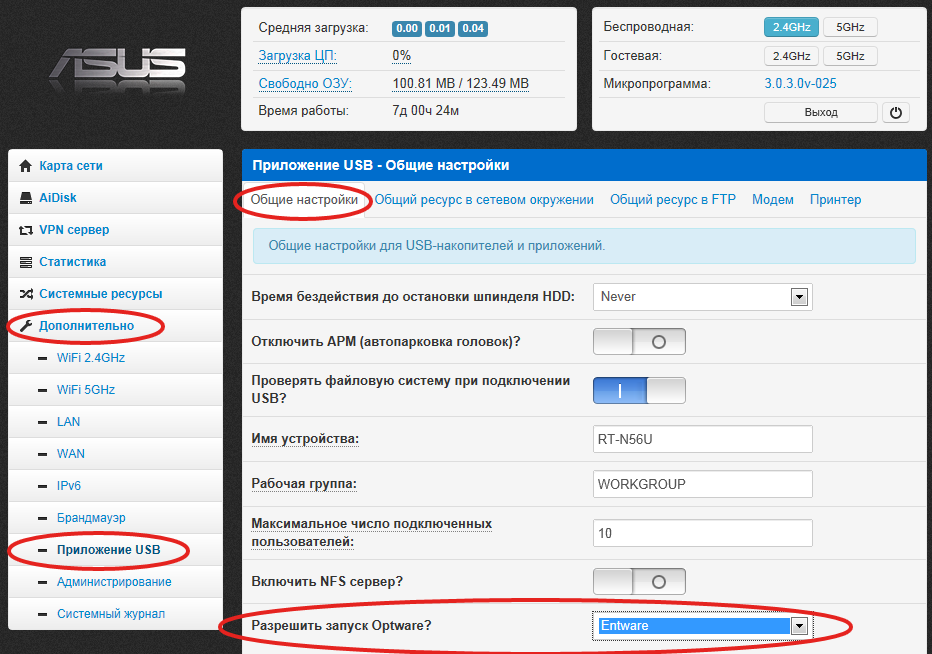 ASUS
Средняя загрузка: 0.00 0.01 0.04
Загрузка ЦП: 0%
Свободно ОЗУ: 100.81 MB / 123.49 MB
Время работы: 7д 00ч 24м
Беспроводная: 2.4GHz 5GHz
Гостевая: 2.4GHz 5GHz
Микропрограмма: 3.0.3.0v-025
Выход
Карта сети
AiDisk
VPN сервер
Статистика
Системные ресурсы
Дополнительно
WiFi 2.4GHz
WiFi 5GHz
LAN
WAN
IPv6
Брандмауэр
Приложение USB
Администрирование
Системный журнал
Приложение USB - Общие настройки
Общие настройки Общий ресурс в сетевом окружении Общий ресурс в FTP Модем Принтер
Общие настройки для USB-накопителей и приложений.
Время бездействия до остановки шпинделя HDD: Never
Отключить APM (автопарковка головок)?
Проверять файловую систему при подключении
USB?
Имя устройства: RT-N56U
Рабочая группа: WORKGROUP
Максимальное число подключенных
пользователей: 10
Включить NFS сервер?
Разрешить запуск Optware? Entware